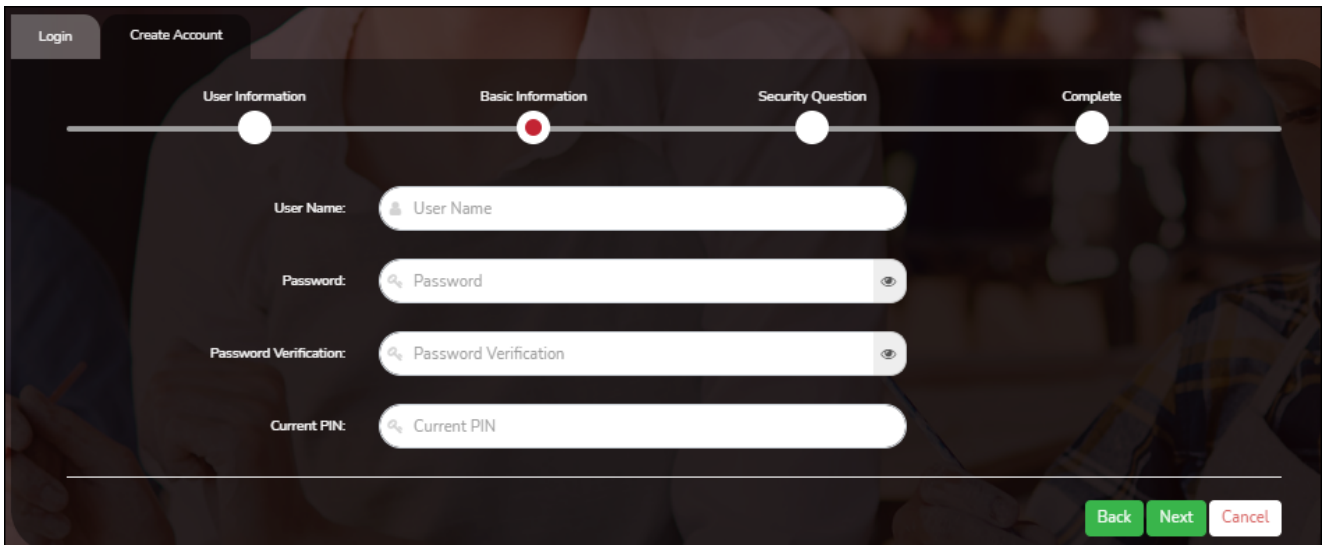 Login Create Account
User Information Basic Information Security Question Complete
User Name: User Name
Password: Password
Password Verification: Password Verification
Current PIN: Current PIN
Back Next Cancel